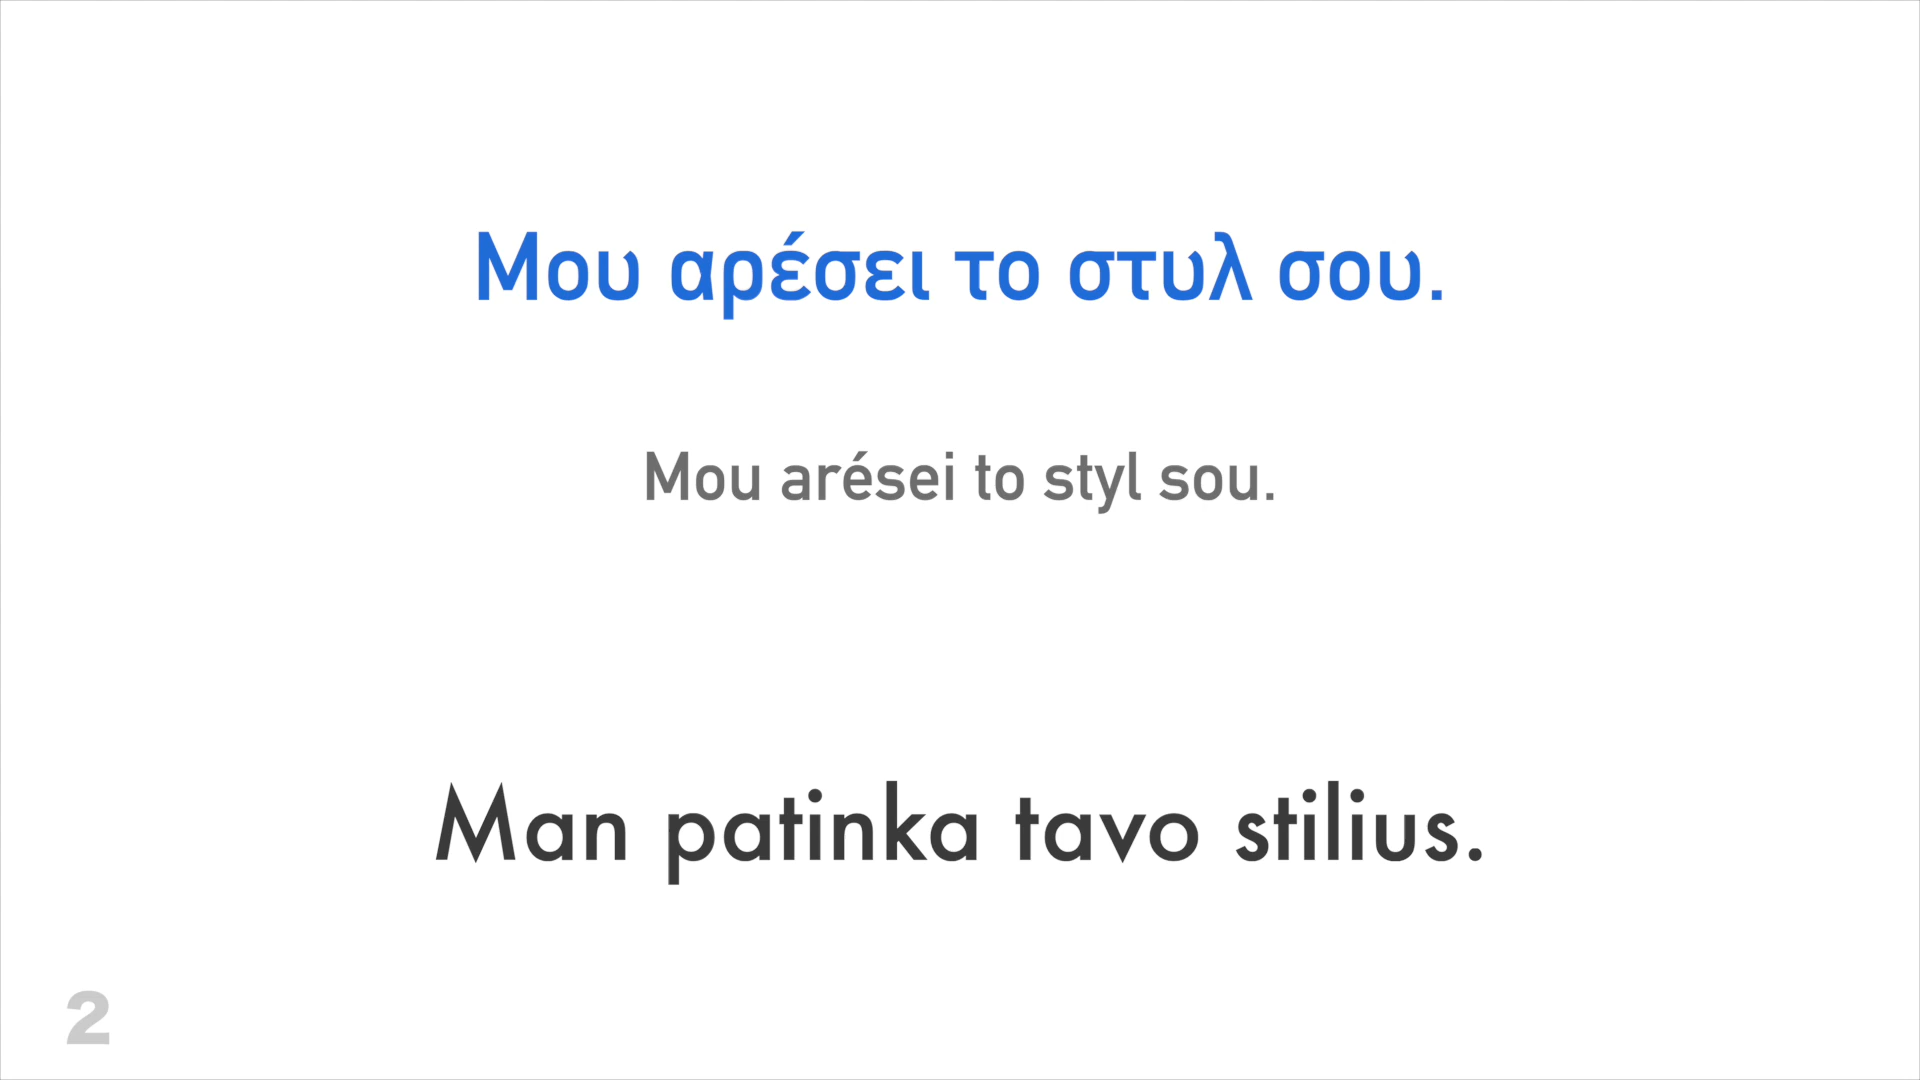 Μου αρέσει το στυλ σου.
Mou arései to styl sou.
Man patinka tavo stilius.
2